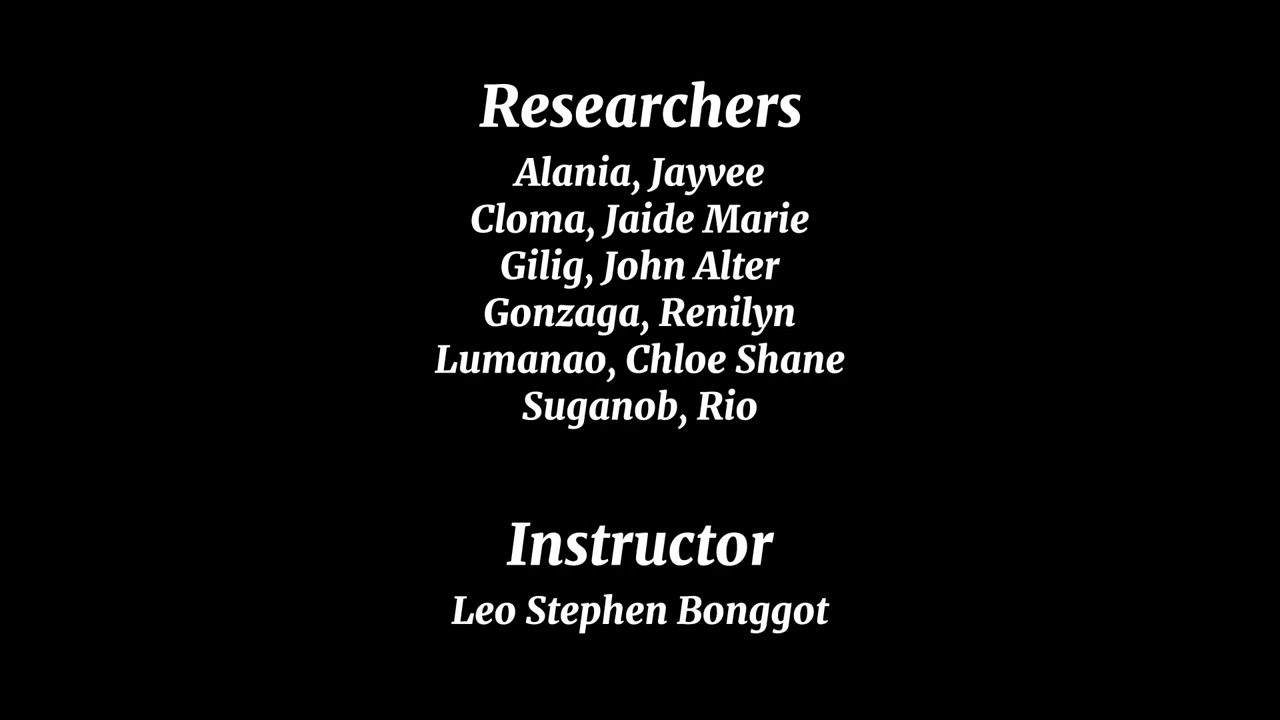 Researchers
Alania, Jayvee
Cloma, Jaide Marie
Gilig, John Alter
Gonzaga, Renilyn
Lumanao, Chloe Shane
Suganob, Rio
Instructor
Leo Stephen Bonggot